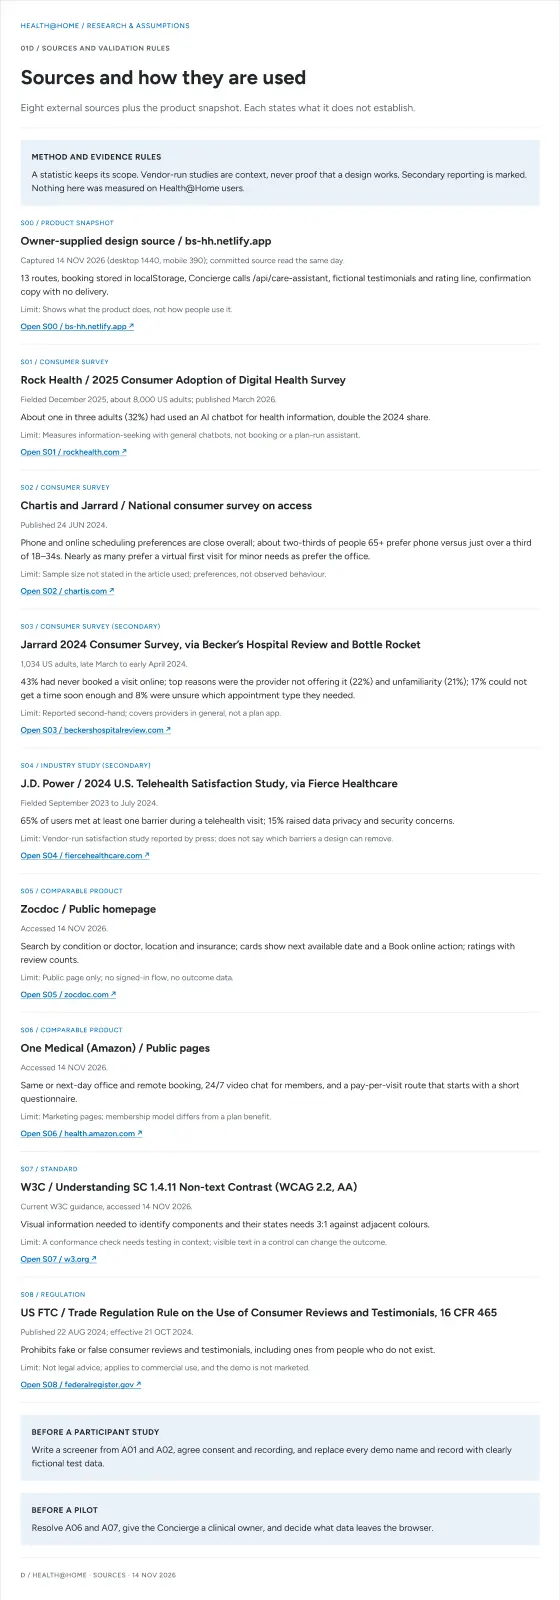 HEALTH@HOME / RESEARCH & ASSUMPTIONS
01D / SOURCES AND VALIDATION RULES
Sources and how they are used
Eight external sources plus the product snapshot. Each states what it does not establish.
METHOD AND EVIDENCE RULES
A statistic keeps its scope. Vendor-run studies are context, never proof that a design works. Secondary reporting is marked.
Nothing here was measured on Health@Home users.
S00 / PRODUCT SNAPSHOT
Owner-supplied design source / bs-hh.netlify.app
Captured 14 NOV 2026 (desktop 1440, mobile 390); committed source read the same day.
13 routes, booking stored in localStorage, Concierge calls /api/care-assistant, fictional testimonials and rating line, confirmation
copy with no delivery.
Limit: Shows what the product does, not how people use it.
Open S00 / bs-hh.netlify.app ↗
S01 / CONSUMER SURVEY
Rock Health / 2025 Consumer Adoption of Digital Health Survey
Fielded December 2025, about 8,000 US adults; published March 2026.
About one in three adults (32%) had used an AI chatbot for health information, double the 2024 share.
Limit: Measures information-seeking with general chatbots, not booking or a plan-run assistant.
Open S01 / rockhealth.com ↗
S02 / CONSUMER SURVEY
Chartis and Jarrard / National consumer survey on access
Published 24 JUN 2024.
Phone and online scheduling preferences are close overall; about two-thirds of people 65+ prefer phone versus just over a third
of 18–34s. Nearly as many prefer a virtual first visit for minor needs as prefer the office.
Limit: Sample size not stated in the article used; preferences, not observed behaviour.
Open S02 / chartis.com ↗
S03 / CONSUMER SURVEY (SECONDARY)
Jarrard 2024 Consumer Survey, via Becker's Hospital Review and Bottle Rocket
1,034 US adults, late March to early April 2024.
43% had never booked a visit online; top reasons were the provider not offering it (22%) and unfamiliarity (21%); 17% could not
get a time soon enough and 8% were unsure which appointment type they needed.
Limit: Reported second-hand; covers providers in general, not a plan app.
Open S03 / beckershospitalreview.com ↗
S04 / INDUSTRY STUDY (SECONDARY)
J.D. Power / 2024 U.S. Telehealth Satisfaction Study, via Fierce Healthcare
Fielded September 2023 to July 2024.
65% of users met at least one barrier during a telehealth visit; 15% raised data privacy and security concerns.
Limit: Vendor-run satisfaction study reported by press; does not say which barriers a design can remove.
Open S04 / fiercehealthcare.com ↗
S05 / COMPARABLE PRODUCT
Zocdoc / Public homepage
Accessed 14 NOV 2026.
Search by condition or doctor, location and insurance; cards show next available date and a Book online action; ratings with
review counts.
Limit: Public page only; no signed-in flow, no outcome data.
Open S05 / zocdoc.com ↗
S06 / COMPARABLE PRODUCT
One Medical (Amazon) / Public pages
Accessed 14 NOV 2026.
Same or next-day office and remote booking, 24/7 video chat for members, and a pay-per-visit route that starts with a short
questionnaire.
Limit: Marketing pages; membership model differs from a plan benefit.
Open S06 / health.amazon.com ↗
S07 / STANDARD
W3C / Understanding SC 1.4.11 Non-text Contrast (WCAG 2.2, AA)
Current W3C guidance, accessed 14 NOV 2026.
Visual information needed to identify components and their states needs 3:1 against adjacent colours.
Limit: A conformance check needs testing in context; visible text in a control can change the outcome.
Open S07 / w3.org ↗
S08 / REGULATION
US FTC / Trade Regulation Rule on the Use of Consumer Reviews and Testimonials, 16 CFR 465
Published 22 AUG 2024; effective 21 OCT 2024.
Prohibits fake or false consumer reviews and testimonials, including ones from people who do not exist.
Limit: Not legal advice; applies to commercial use, and the demo is not marketed.
Open S08 / federalregister.gov ↗
BEFORE A PARTICIPANT STUDY
Write a screener from A01 and A02, agree consent and recording, and replace every demo name and record with clearly
fictional test data.
BEFORE A PILOT
Resolve A06 and A07, give the Concierge a clinical owner, and decide what data leaves the browser.
D / HEALTH@HOME · SOURCES · 14 NOV 2026